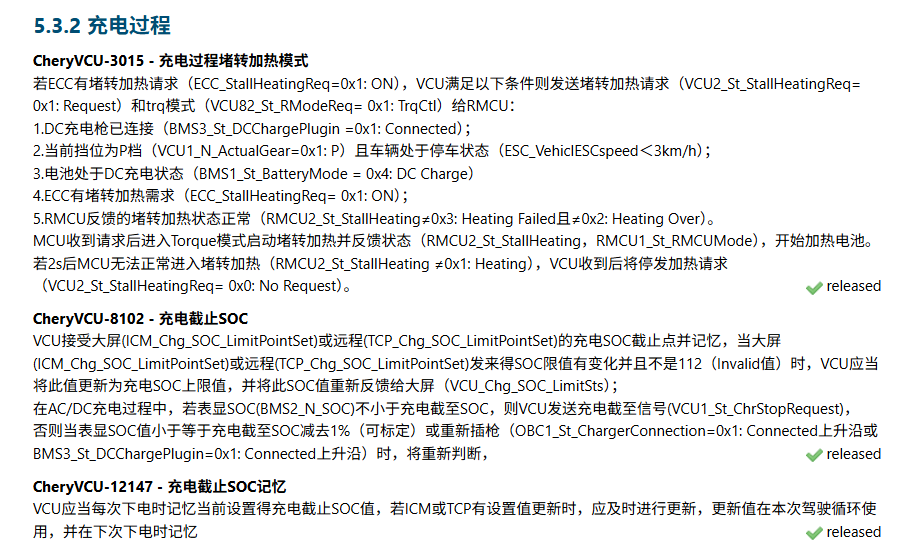 5.3.2 充电过程
CheryVCU-3015 - 充电过程堵转加热模式
若ECC有堵转加热请求（ECC_StallHeatingReq=0x1: ON），VCU满足以下条件则发送堵转加热请求（VCU2_St_StallHeatingReq=
0x1: Request）和trq模式（VCU82_St_RModeReq= 0x1: TrqCtl）给RMCU：
1.DC充电枪已连接（BMS3_St_DCChargePlugin =0x1: Connected）；
2.当前挡位为P档（VCU1_N_ActualGear=0x1: P）且车辆处于停车状态（ESC_VehiclESCspeed＜3km/h）；
3.电池处于DC充电状态（BMS1_St_BatteryMode = 0x4: DC Charge）
4.ECC有堵转加热需求（ECC_StallHeatingReq= 0x1: ON）；
5.RMCU反馈的堵转加热状态正常（RMCU2_St_StallHeating≠0x3: Heating Failed且≠0x2: Heating Over）。
MCU收到请求后进入Torque模式启动堵转加热并反馈状态（RMCU2_St_StallHeating，RMCU1_St_RMCUMode），开始加热电池。
若2s后MCU无法正常进入堵转加热（RMCU2_St_StallHeating ≠0x1: Heating），VCU收到后将停发加热请求
（VCU2_St_StallHeatingReq= 0x0: No Request）。
released
CheryVCU-8102 - 充电截止SOC
VCU接受大屏(ICM_Chg_SOC_LimitPointSet)或远程(TCP_Chg_SOC_LimitPointSet)的充电SOC截止点并记忆，当大屏
(ICM_Chg_SOC_LimitPointSet)或远程(TCP_Chg_SOC_LimitPointSet)发来得SOC限值有变化并且不是112（Invalid值）时，VCU应当
将此值更新为充电SOC上限值，并将此SOC值重新反馈给大屏（VCU_Chg_SOC_LimitSts）；
在AC/DC充电过程中，若表显SOC(BMS2_N_SOC)不小于充电截至SOC，则VCU发送充电截至信号(VCU1_St_ChrStopRequest)，
否则当表显SOC值小于等于充电截至SOC减去1%（可标定）或重新插枪（OBC1_St_ChargerConnection=0x1: Connected上升沿或
BMS3_St_DCChargePlugin=0x1: Connected上升沿）时，将重新判断，
released
CheryVCU-12147 - 充电截止SOC记忆
VCU应当每次下电时记忆当前设置得充电截止SOC值，若ICM或TCP有设置值更新时，应及时进行更新，更新值在本次驾驶循环使
用，并在下次下电时记忆
released